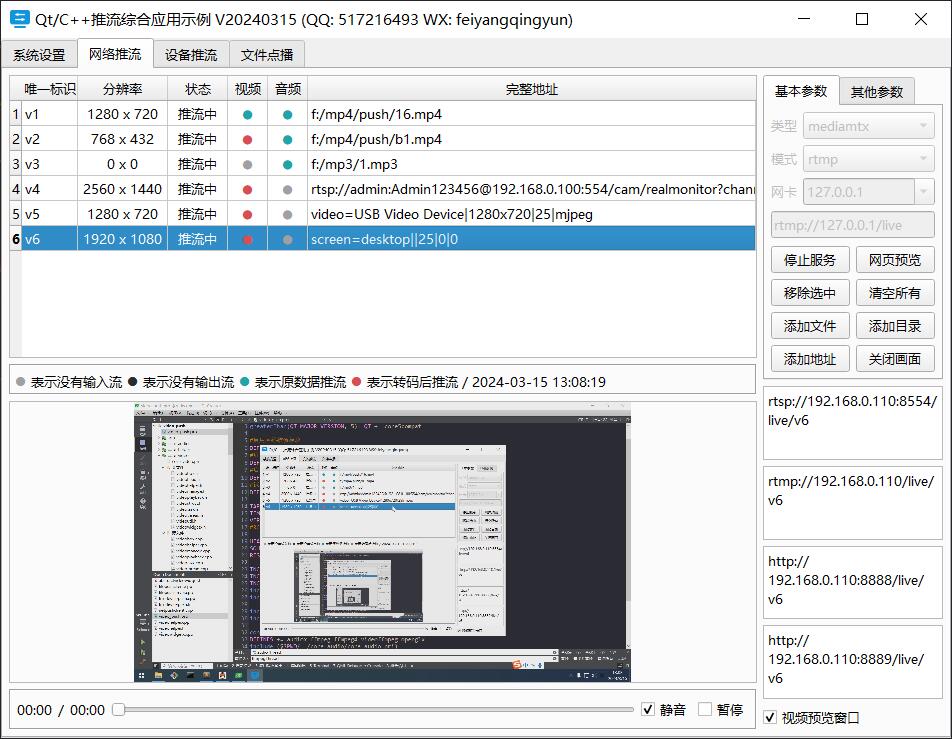 Qt/C++推流综合应用示例 V20240315 (QQ: 517216493 WX: feiyangqingyun)
系统设置 网络推流 设备推流 文件点播
唯一标识 分辨率 状态 视频 音频 完整地址
1 v1 1280 x 720 推流中 f:/mp4/push/16.mp4
2 v2 768 x 432 推流中 f:/mp4/push/b1.mp4
3 v3 0 x 0 推流中 f:/mp3/1.mp3
4 v4 2560 x 1440 推流中 rtsp://admin:Admin123456@192.168.0.100:554/cam/realmonitor?chann
5 v5 1280 x 720 推流中 video=USB Video Device|1280x720|25|mjpeg
6 v6 1920 x 1080 推流中 screen=desktop||25|0|0
表示没有输入流 表示没有输出流 表示原数据推流 表示转码后推流 / 2024-03-15 13:08:19
00:00 / 00:00 静音 暂停
基本参数 其他参数
类型 mediamtx
模式 rtmp
网卡 127.0.0.1
rtmp://127.0.0.1/live
停止服务 网页预览
移除选中 清空所有
添加文件 添加目录
添加地址 关闭画面
rtsp://192.168.0.110:8554/
live/v6
rtmp://192.168.0.110/live/
v6
http://
192.168.0.110:8888/live/
v6
http://
192.168.0.110:8889/live/
v6
视频预览窗口